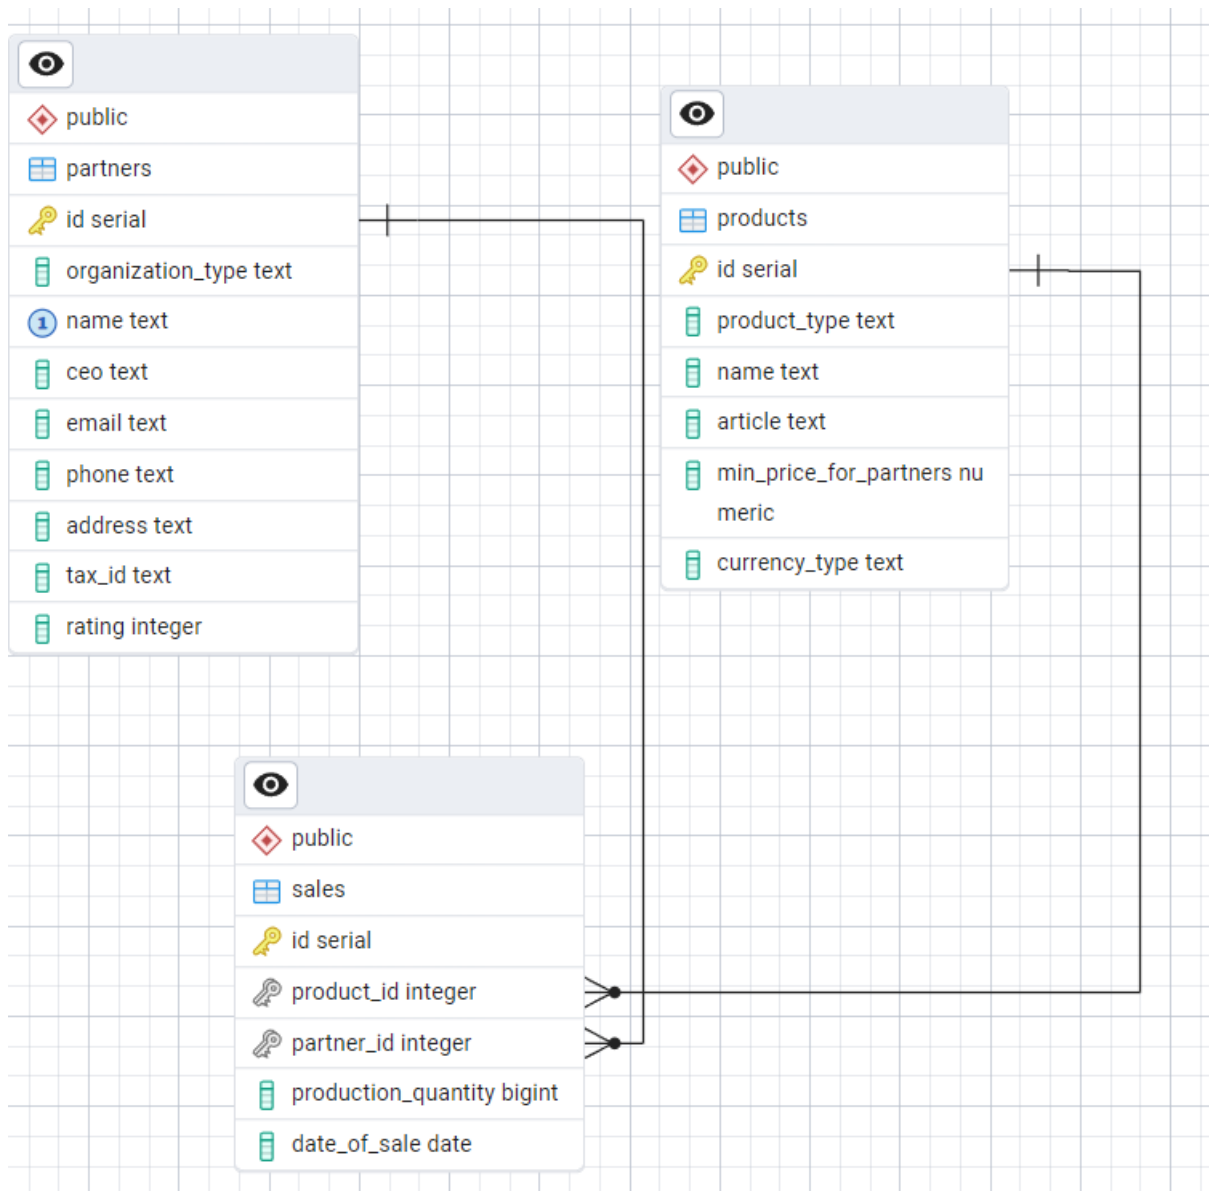 public
partners
id serial
organization_type text
1 name text
ceo text
email text
phone text
address text
tax_id text
rating integer
public
products
id serial
product_type text
name text
article text
min_price_for_partners nu
meric
currency_type text
public
sales
id serial
product_id integer
partner_id integer
production_quantity bigint
date_of_sale date